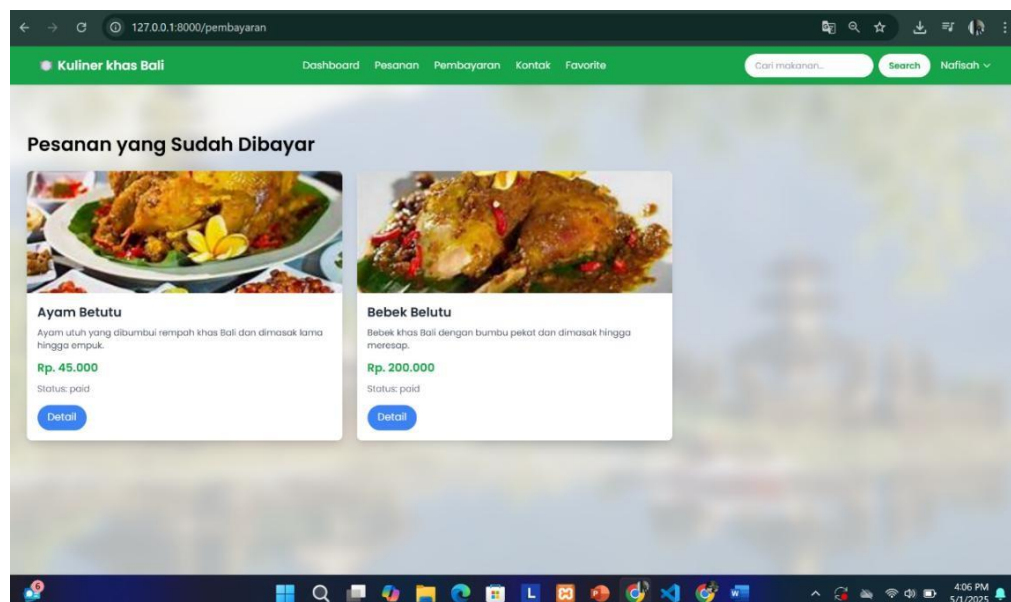 127.0.0.1:8000/pembayaran
Kuliner khas Bali
Dashboard Pesanan Pembayaran Kontak Favorite
Cari makanan...
Search
Nafisah
Pesanan yang Sudah Dibayar
Ayam Betutu
Ayam utuh yang dibumbui rempah khas Bali dan dimasak lama
hingga empuk.
Rp. 45.000
Status: paid
Detail
Bebek Belutu
Bebek khas Bali dengan bumbu pekat dan dimasak hingga
meresap.
Rp. 200.000
Status: paid
Detail
6
4:06 PM
5/1/2025